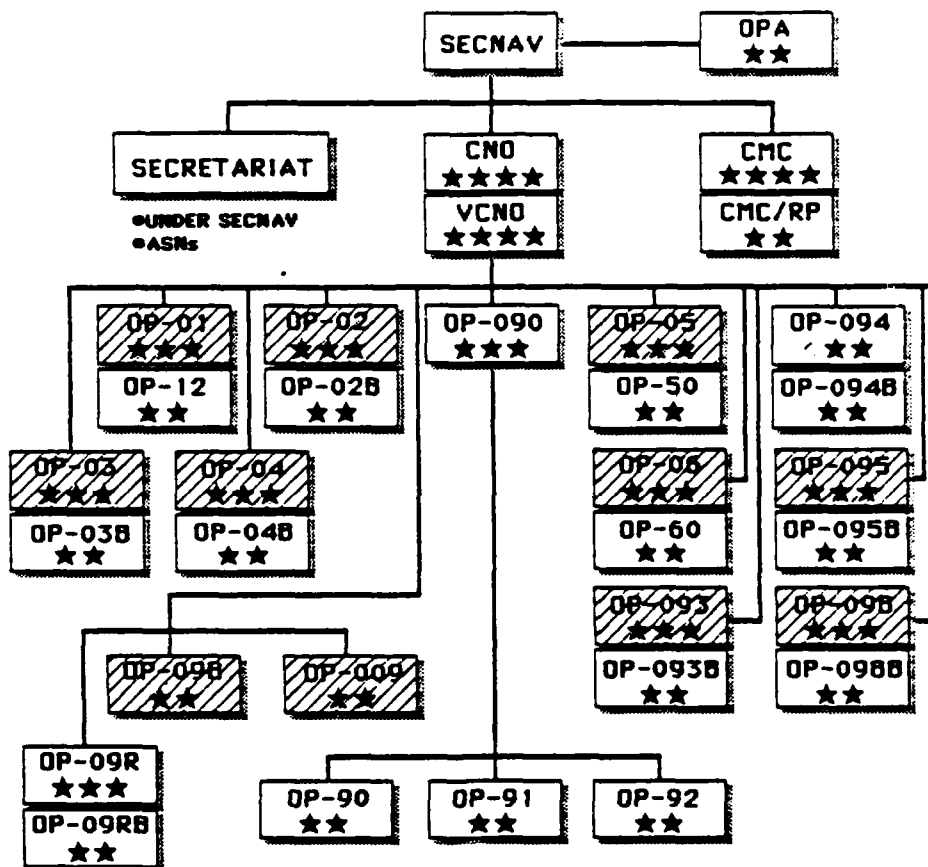 SECNAV
OPA
SECRETARIAT
CNO
CMC
VCNO
CMC/RP
•UNDER SECNAV
•ASNs
OP-01
OP-02
OP-090
OP-05
OP-094
OP-12
OP-02B
OP-50
OP-094B
OP-03
OP-04
OP-06
OP-095
OP-03B
OP-04B
OP-60
OP-095B
OP-093
OP-098
OP-09B
OP-009
OP-093B
OP-098B
OP-09R
OP-09RB
OP-90
OP-91
OP-92